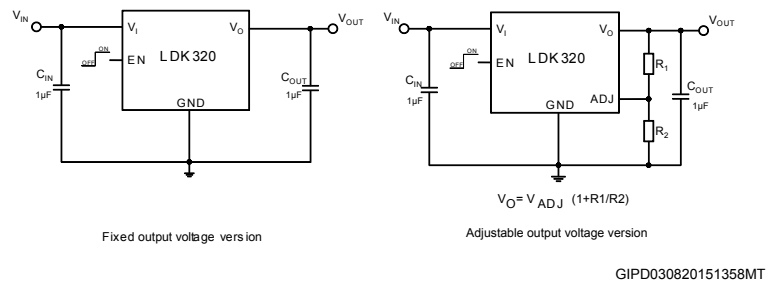 VIN
VI
VO
VOUT
ON
OFF
EN
LDK320
CIN
1µF
COUT
1µF
GND
Fixed output voltage version
VIN
VI
VO
VOUT
ON
OFF
EN
LDK320
R1
CIN
1µF
COUT
1µF
GND
ADJ
R2
VO= VADJ (1+R1/R2)
Adjustable output voltage version
GIPD030820151358MT